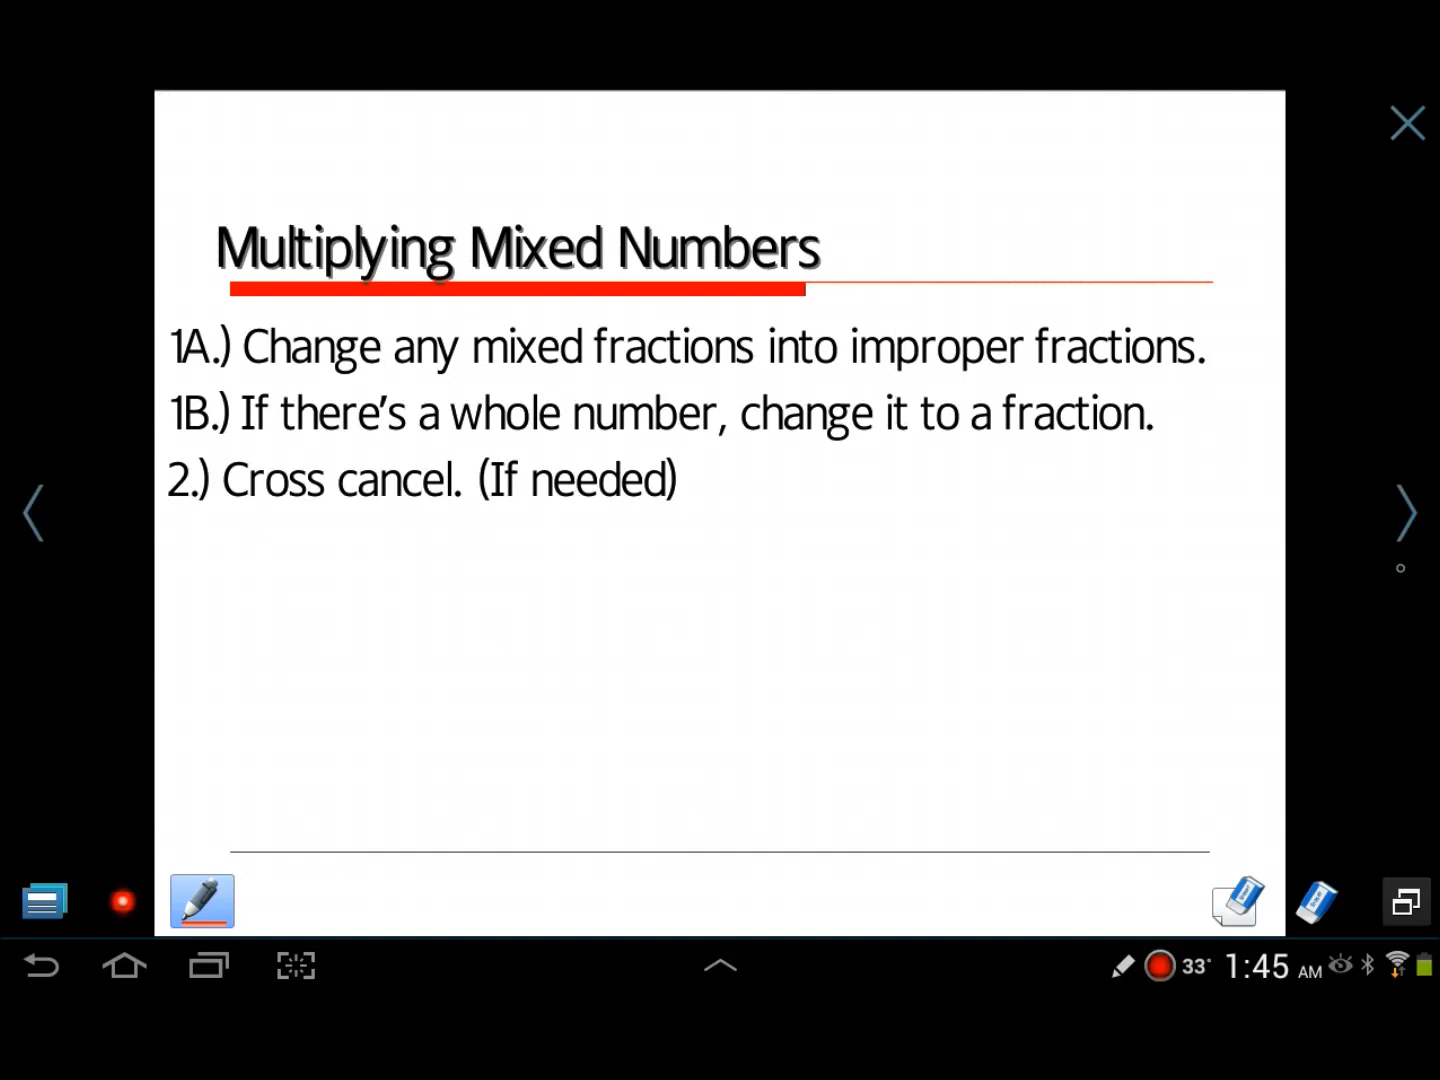 Multiplying Mixed Numbers
1A.) Change any mixed fractions into improper fractions.
1B.) If there's a whole number, change it to a fraction.
2.) Cross cancel. (If needed)
33° 1:45 AM